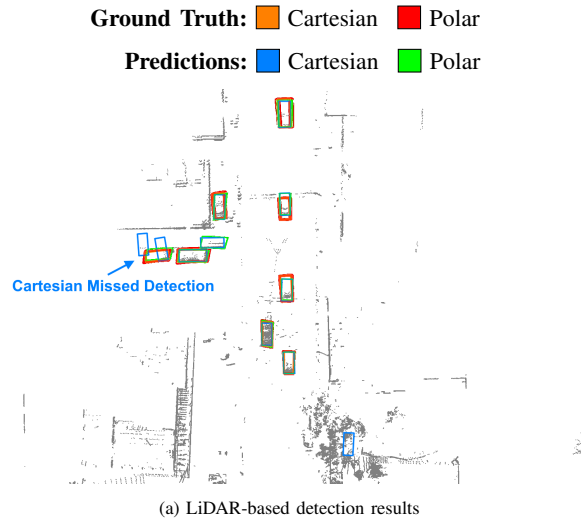 Ground Truth: Cartesian Polar
Predictions: Cartesian Polar
Cartesian Missed Detection
(a) LiDAR-based detection results